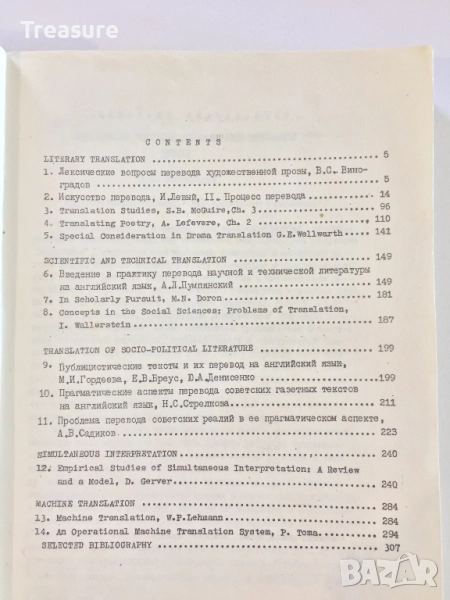 Treasure
CONTENTS
LITERARY TRANSLATION 5
1. Лексические вопросы перевода художественной прозы, В.С. Вино-
градов 5
2. Искусство перевода, И.Левый, II. Процесс перевода 14
3. Translation Studies, S.B. McGuire, Ch. 3 96
4. Translating Poetry, A. Lefevere, Ch. 2 110
5. Special Consideration in Drama Translation G.E. Wellwarth 141
SCIENTIFIC AND TECHNICAL TRANSLATION 149
6. Введение в практику перевода научной и технической литературы
на английский язык, А.Л.Пумпянский 149
7. In Scholarly Pursuit, M.N. Doron 181
8. Concepts in the Social Sciences: Problems of Translation,
I. Wallerstein 187
TRANSLATION OF SOCIO-POLITICAL LITERATURE 199
9. Публицистические тексты и их перевод на английский язык,
М.И.Гордеева, Е.В.Бреус, Ю.А.Денисенко 199
10. Прагматические аспекты перевода советских газетных текстов
на английский язык, Н.С.Стрелкова 211
11. Проблема перевода советских реалий в ее прагматическом аспекте,
А.В.Садиков 223
SIMULTANEOUS INTERPRETATION 240
12. Empirical Studies of Simultaneous Interpretation: A Review
and a Model, D. Gerver 240
MACHINE TRANSLATION 284
13. Machine Translation, W.P.Lehmann 284
14. An Operational Machine Translation System, P. Toma. 294
SELECTED BIBLIOGRAPHY 307
BAZAR